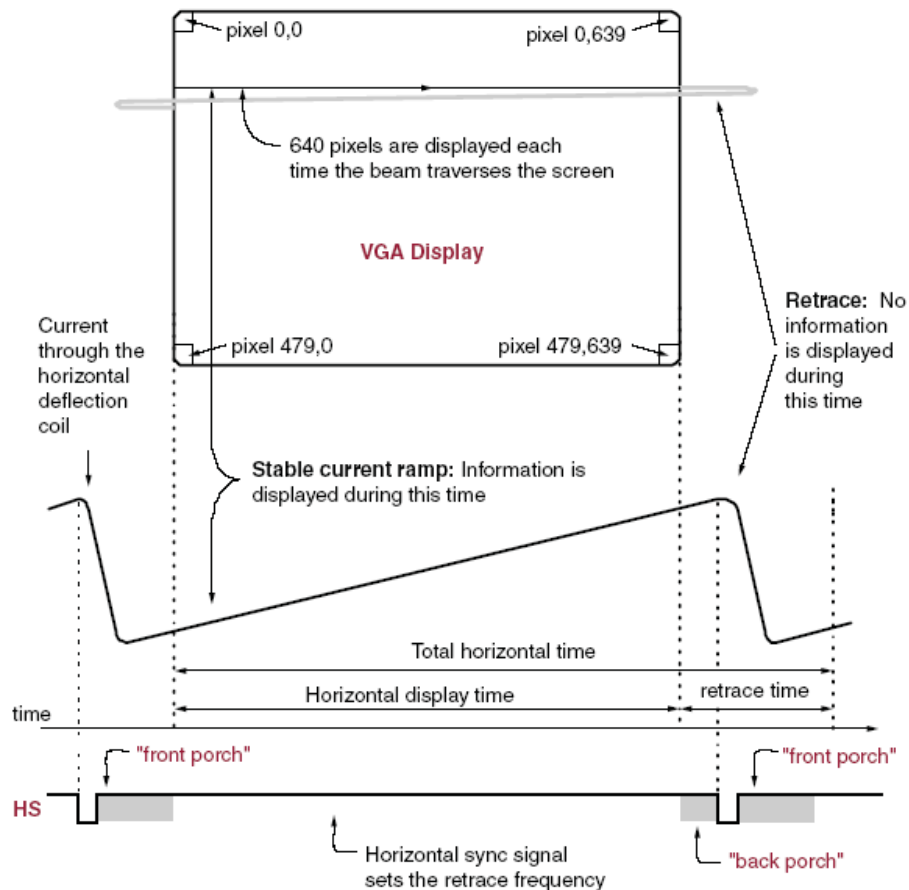 pixel 0,0
pixel 0,639
640 pixels are displayed each
time the beam traverses the screen
VGA Display
Current
through the
horizontal
deflection
coil
pixel 479,0
pixel 479,639
Retrace: No
information
is displayed
during
this time
Stable current ramp: Information is
displayed during this time
Total horizontal time
Horizontal display time
retrace time
time
"front porch"
"front porch"
HS
Horizontal sync signal
sets the retrace frequency
"back porch"